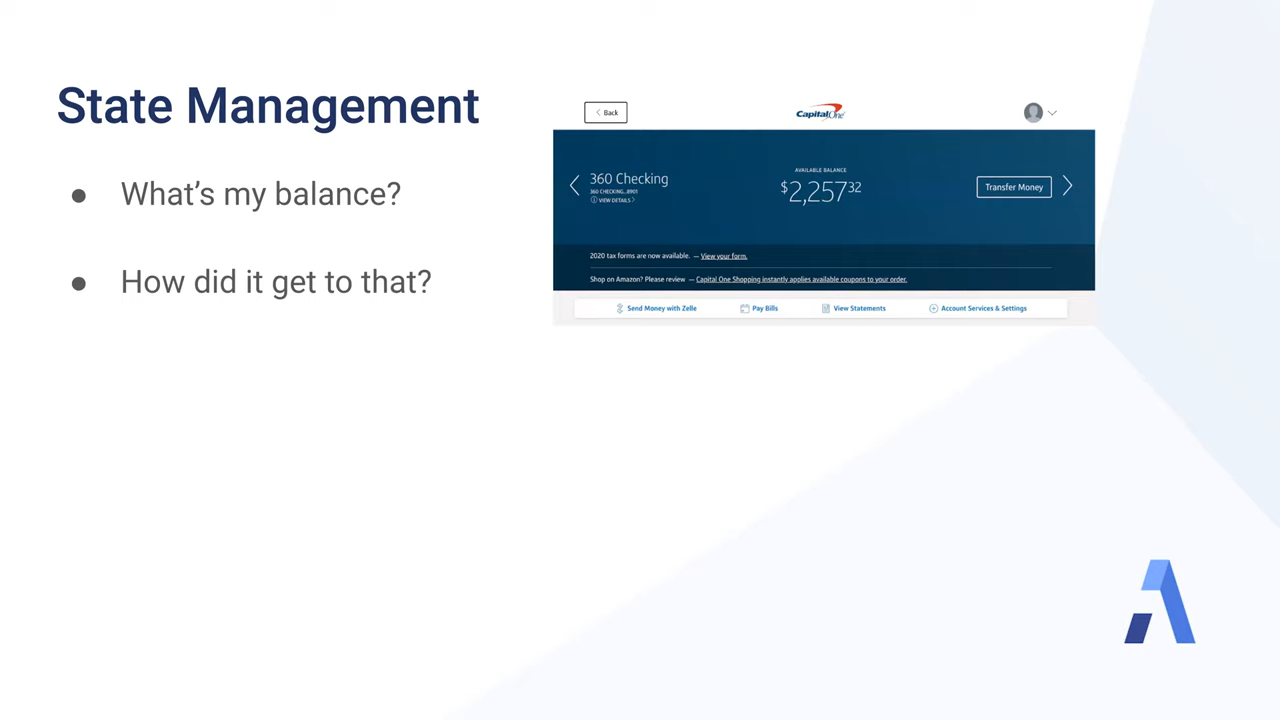 State Management
● What’s my balance?
● How did it get to that?
Back
Capital One
360 Checking
360 CHECKING...8901
VIEW DETAILS
AVAILABLE BALANCE
$2,257 32
Transfer Money
2020 tax forms are now available. — View your form.
Shop on Amazon? Please review — Capital One Shopping instantly applies available coupons to your order.
Send Money with Zelle
Pay Bills
View Statements
Account Services & Settings